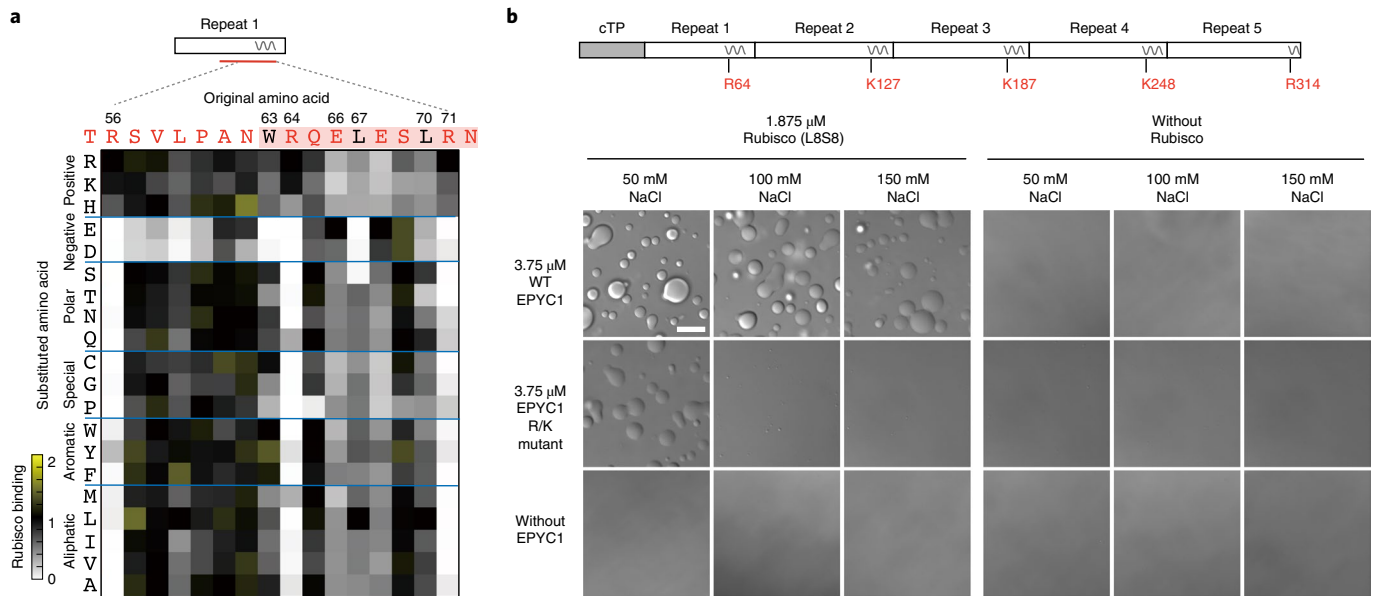 a
Repeat 1
Original amino acid
56 63 64 66 67 70 71
T R S V L P A N W R Q E L E S L R N
Substituted amino acid
Positive
R
K
H
Negative
E
D
Polar
S
T
N
Q
Special
C
G
P
Aromatic
W
Y
F
Aliphatic
M
L
I
V
A
Rubisco binding
2
1
0
b
cTP Repeat 1 Repeat 2 Repeat 3 Repeat 4 Repeat 5
R64 K127 K187 K248 R314
1.875 μM
Rubisco (L8S8)
Without
Rubisco
50 mM
NaCl
100 mM
NaCl
150 mM
NaCl
50 mM
NaCl
100 mM
NaCl
150 mM
NaCl
3.75 μM
WT
EPYC1
3.75 μM
EPYC1
R/K
mutant
Without
EPYC1